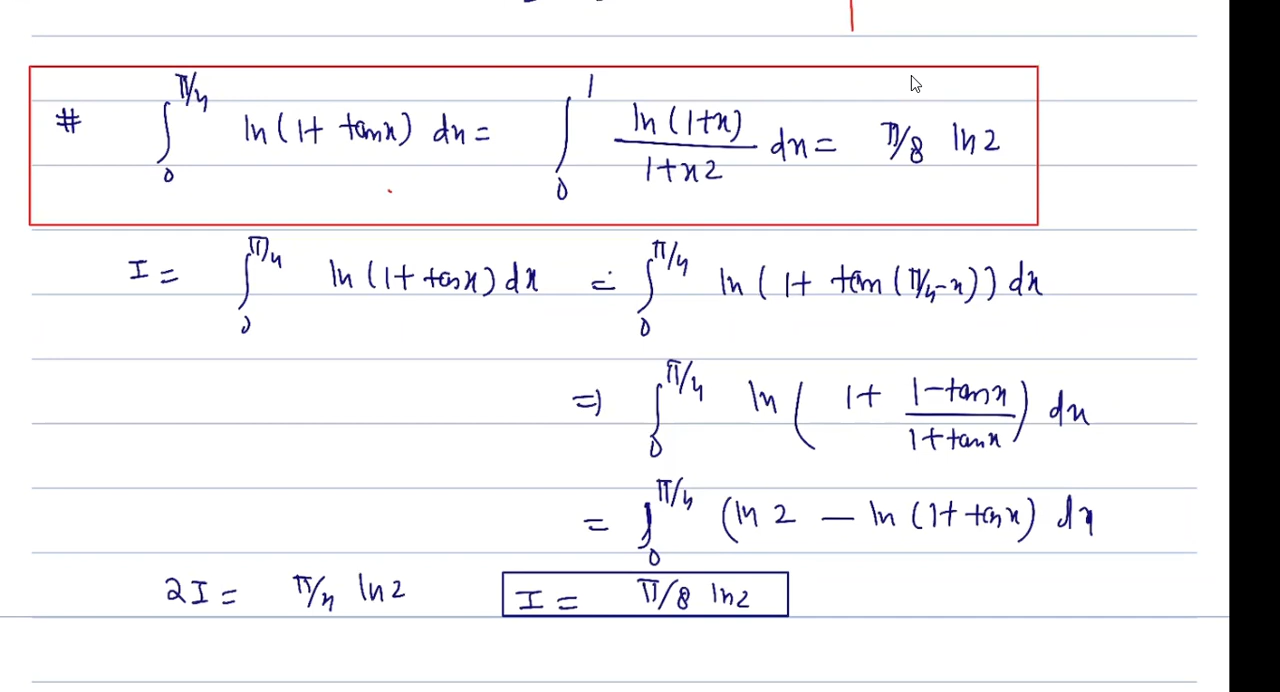 # ∫₀^π/4 ln(1+ tanx) dx = ∫₀^1 ln(1+x)/1+x2 dx = π/8 ln2
I = ∫₀^π/4 ln(1+tanx)dx = ∫₀^π/4 ln(1+ tan(π/4-x))dx
⇒ ∫₀^π/4 ln(1+ 1-tanx/1+tanx) dx
= ∫₀^π/4 (ln 2 — ln(1+tanx) dx
2I = π/4 ln2 I = π/8 ln2